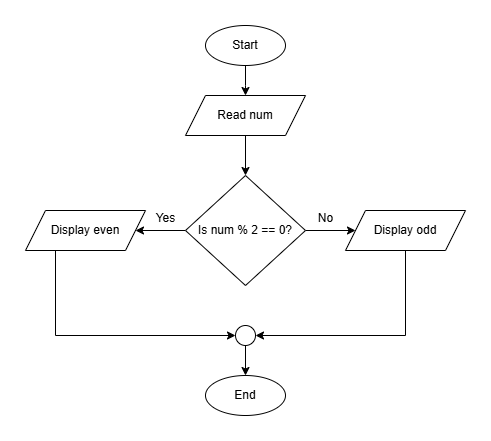 Start
Read num
Yes
No
Display even
Is num % 2 == 0?
Display odd
End